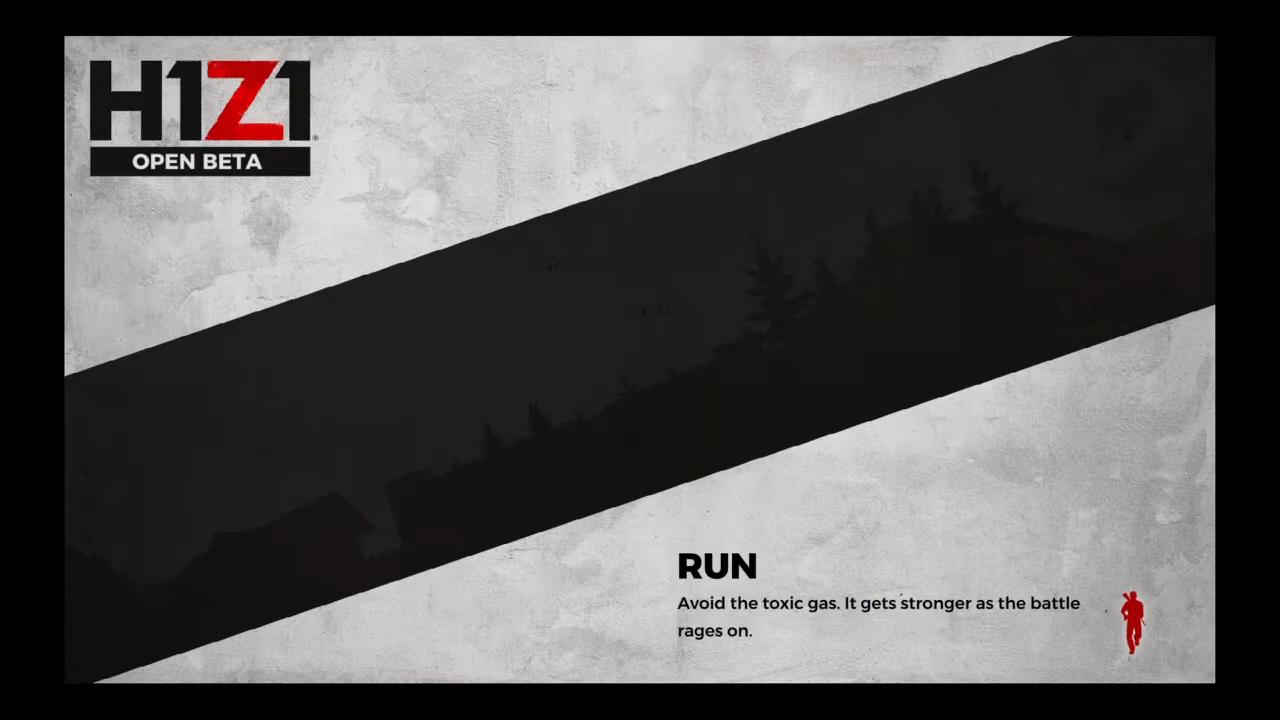 H1Z1
OPEN BETA
RUN
Avoid the toxic gas. It gets stronger as the battle
rages on.